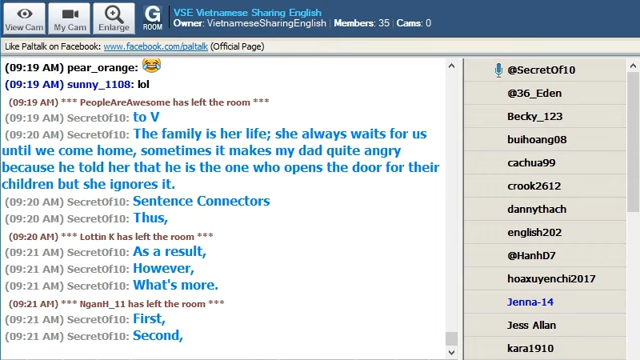 View Cam
My Cam
Enlarge
G
ROOM
VSE Vietnamese Sharing English
Owner: VietnameseSharingEnglish | Members: 35 | Cams: 0
Like Paltalk on Facebook: www.facebook.com/paltalk (Official Page)
(09:19 AM) pear_orange:
(09:19 AM) sunny_1108: lol
(09:19 AM) *** PeopleAreAwesome has left the room ***
(09:19 AM) SecretOf10: to V
(09:20 AM) SecretOf10: The family is her life; she always waits for us
until we come home, sometimes it makes my dad quite angry
because he told her that he is the one who opens the door for their
children but she ignores it.
(09:20 AM) SecretOf10: Sentence Connectors
(09:20 AM) SecretOf10: Thus,
(09:20 AM) *** Lottin K has left the room ***
(09:21 AM) SecretOf10: As a result,
(09:21 AM) SecretOf10: However,
(09:21 AM) SecretOf10: What's more.
(09:21 AM) *** NganH_11 has left the room ***
(09:21 AM) SecretOf10: First,
(09:21 AM) SecretOf10: Second,
@SecretOf10
@36_Eden
Becky_123
buihoang08
cachua99
crook2612
dannythach
english202
@HanhD7
hoaxuyenchi2017
Jenna-14
Jess Allan
kara1910